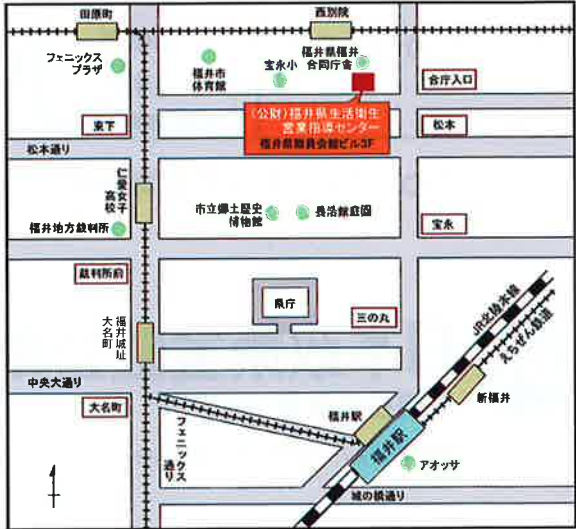 田原町
西別院
フェニックス
プラザ
福井市
体育館
宝永小
福井県福井
合同庁舎
合庁入口
(公財)福井県生活衛生
営業指導センター
福井県職員会館ビル3F
東下
松本
松本通り
仁愛女子
高校
市立郷土歴史
博物館
養浩館庭園
福井地方裁判所
宝永
裁判所前
県庁
三の丸
JR北陸本線
えちぜん鉄道
福井城址
大名町
中央大通り
大名町
福井駅
新福井
フェニックス
通り
福井駅
アオッサ
城の橋通り